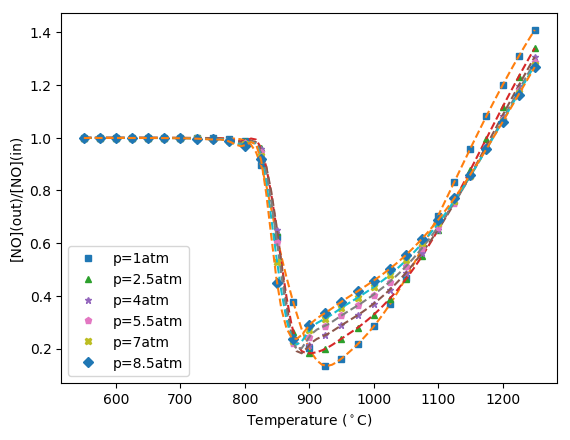 1.4
1.2
1.0
0.8
0.6
0.4
0.2
[NO](out)/[NO](in)
p=1atm
p=2.5atm
p=4atm
p=5.5atm
p=7atm
p=8.5atm
600 700 800 900 1000 1100 1200
Temperature (°C)